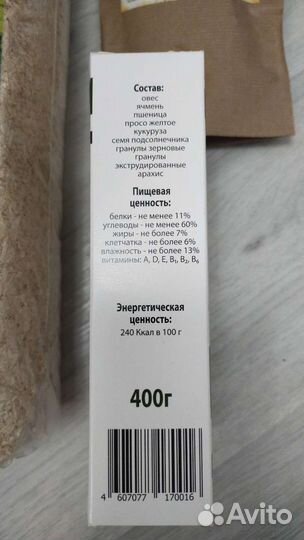 Состав:
овес
ячмень
пшеница
просо желтое
кукуруза
семя подсолнечника
гранулы зерновые
гранулы
экструдированные
арахис
Пищевая
ценность:
белки - не менее 11%
углеводы - не менее 60%
жиры - не более 7%
клетчатка - не более 6%
влажность - не более 13%
витамины: A, D, E, B₁, B₂, B₆
Энергетическая
ценность:
240 Ккал в 100 г
400г
4 607077 170016
Avito